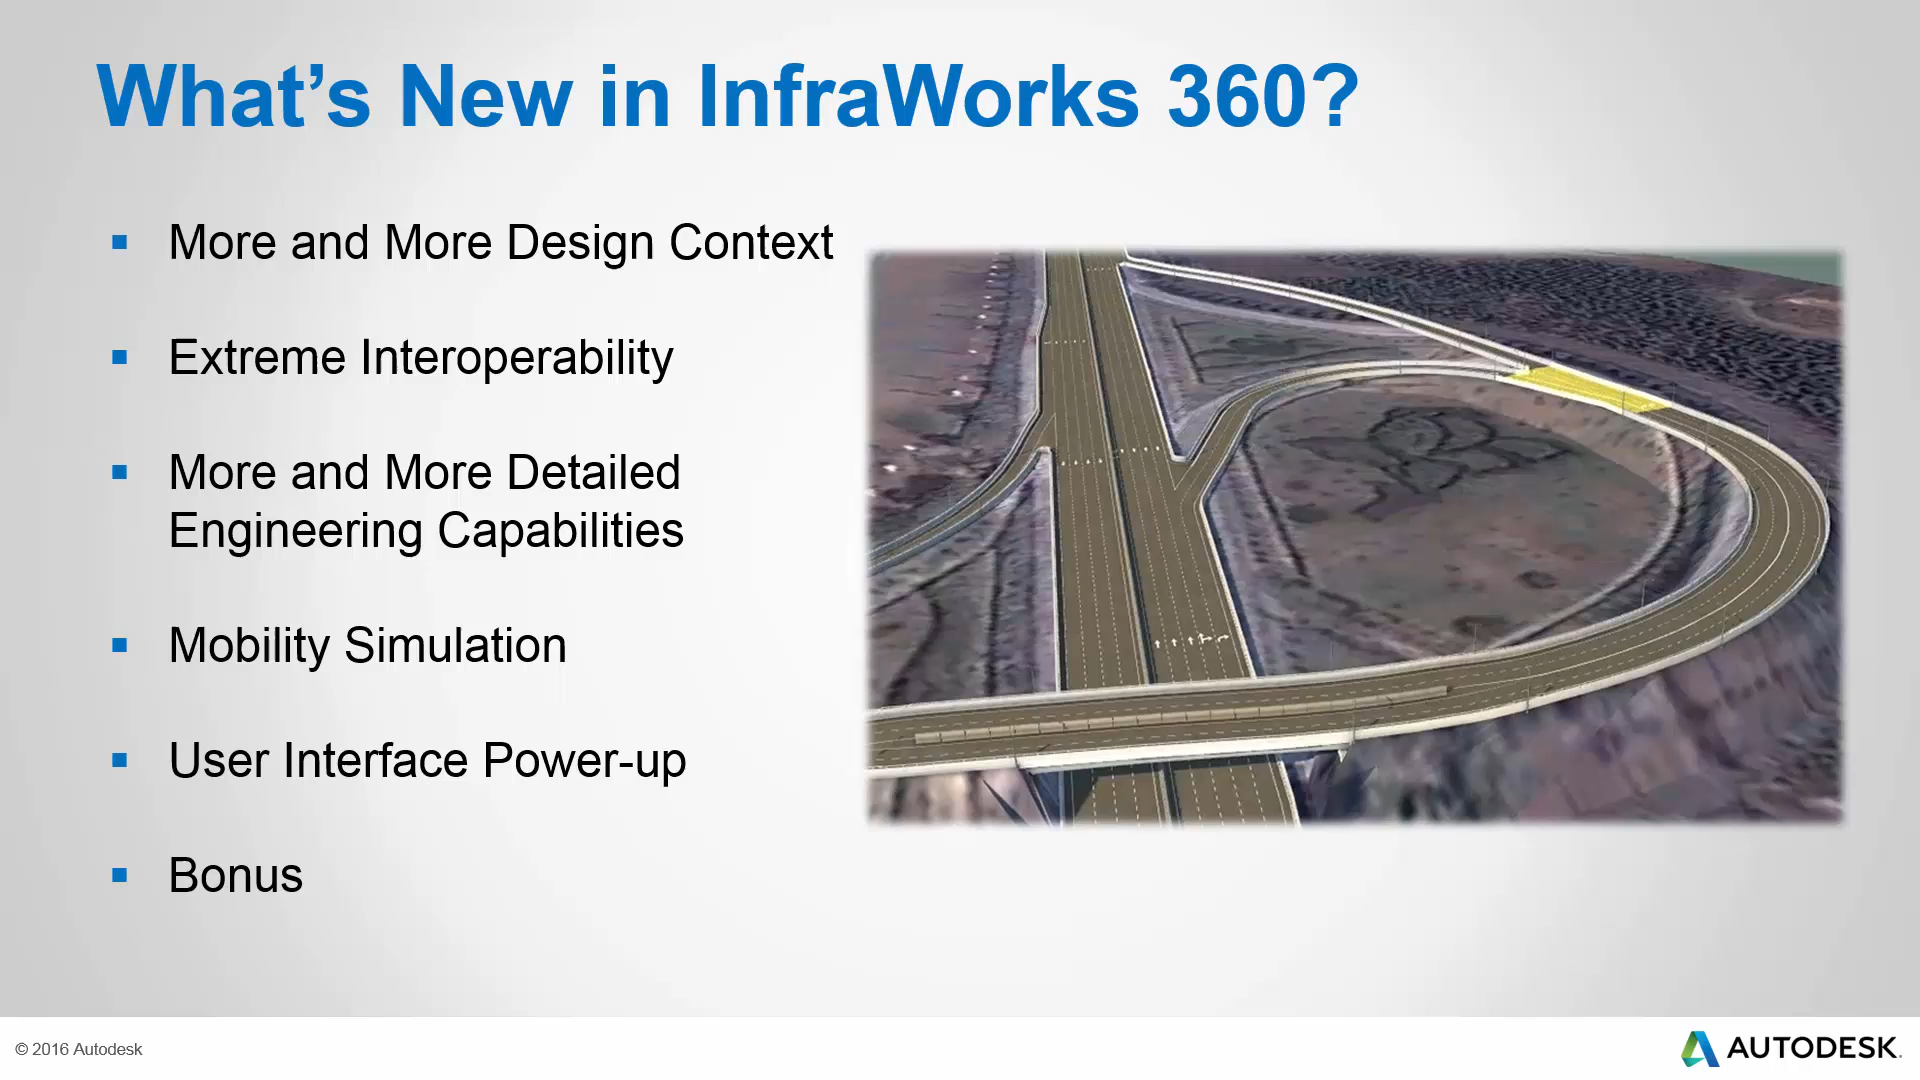 What’s New in InfraWorks 360?
More and More Design Context
Extreme Interoperability
More and More Detailed
Engineering Capabilities
Mobility Simulation
User Interface Power-up
Bonus
© 2016 Autodesk
AUTODESK.